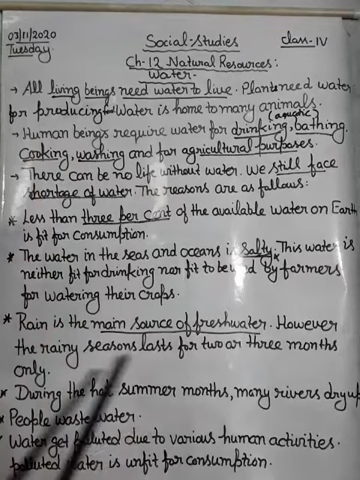 03/11/2020 Social-Studies Class-IV
Tuesday
Ch-12 Natural Resources:
Water-
→ All living beings need water to live. Plants need water
for producing food Water is home to many animals.
(aquatic)
→ Human beings require water for drinking, bathing,
Cooking, washing and for agricultural purposes.
→ There can be no life without water. We still face
shortage of water. The reasons are as follows:
* Less than three per cent of the available water on Earth
is fit for consumption.
* The water in the seas and oceans is salty. This water is
neither fit for drinking nor fit to be used by farmers
for watering their crops.
* Rain is the main source of freshwater. However
the rainy seasons lasts for two or three months
only.
* During the hot summer months, many rivers dry up
* People waste water.
* Water get polluted due to various human activities.
polluted water is unfit for consumption.